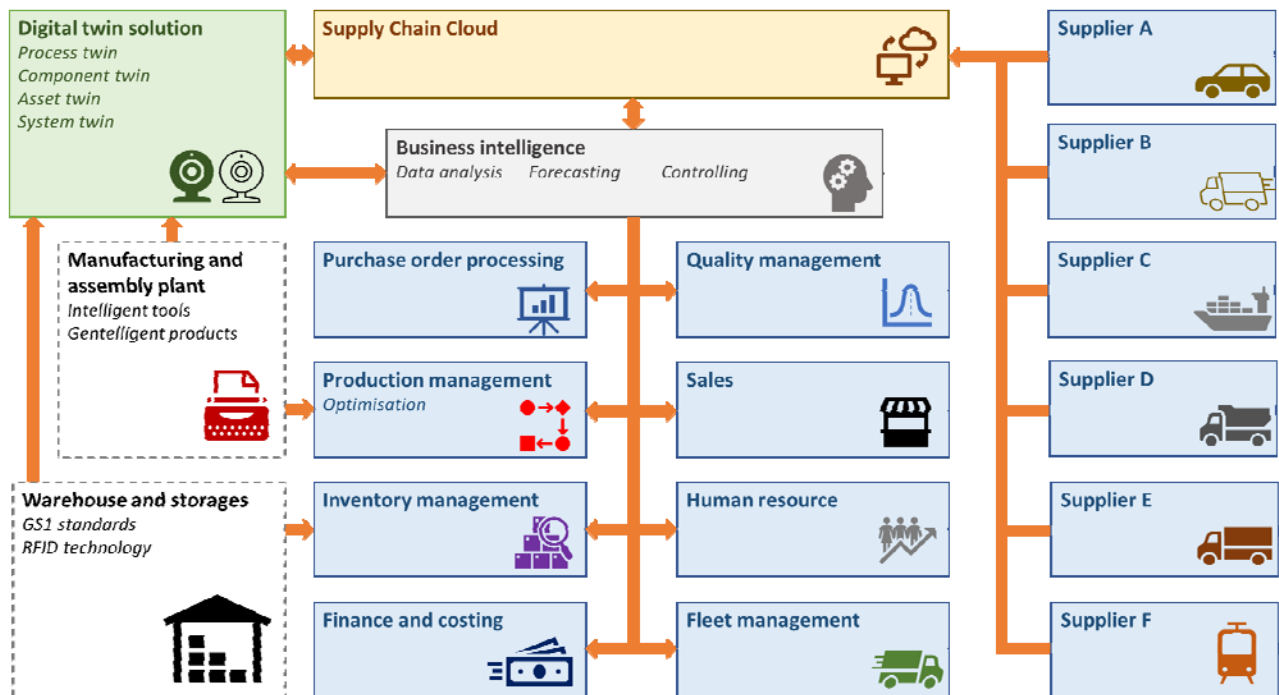 Digital twin solution
Process twin
Component twin
Asset twin
System twin
Supply Chain Cloud
Business intelligence
Data analysis Forecasting Controlling
Manufacturing and
assembly plant
Intelligent tools
Gentelligent products
Warehouse and storages
GS1 standards
RFID technology
Purchase order processing
Quality management
Production management
Optimisation
Sales
Inventory management
Human resource
Finance and costing
Fleet management
Supplier A
Supplier B
Supplier C
Supplier D
Supplier E
Supplier F